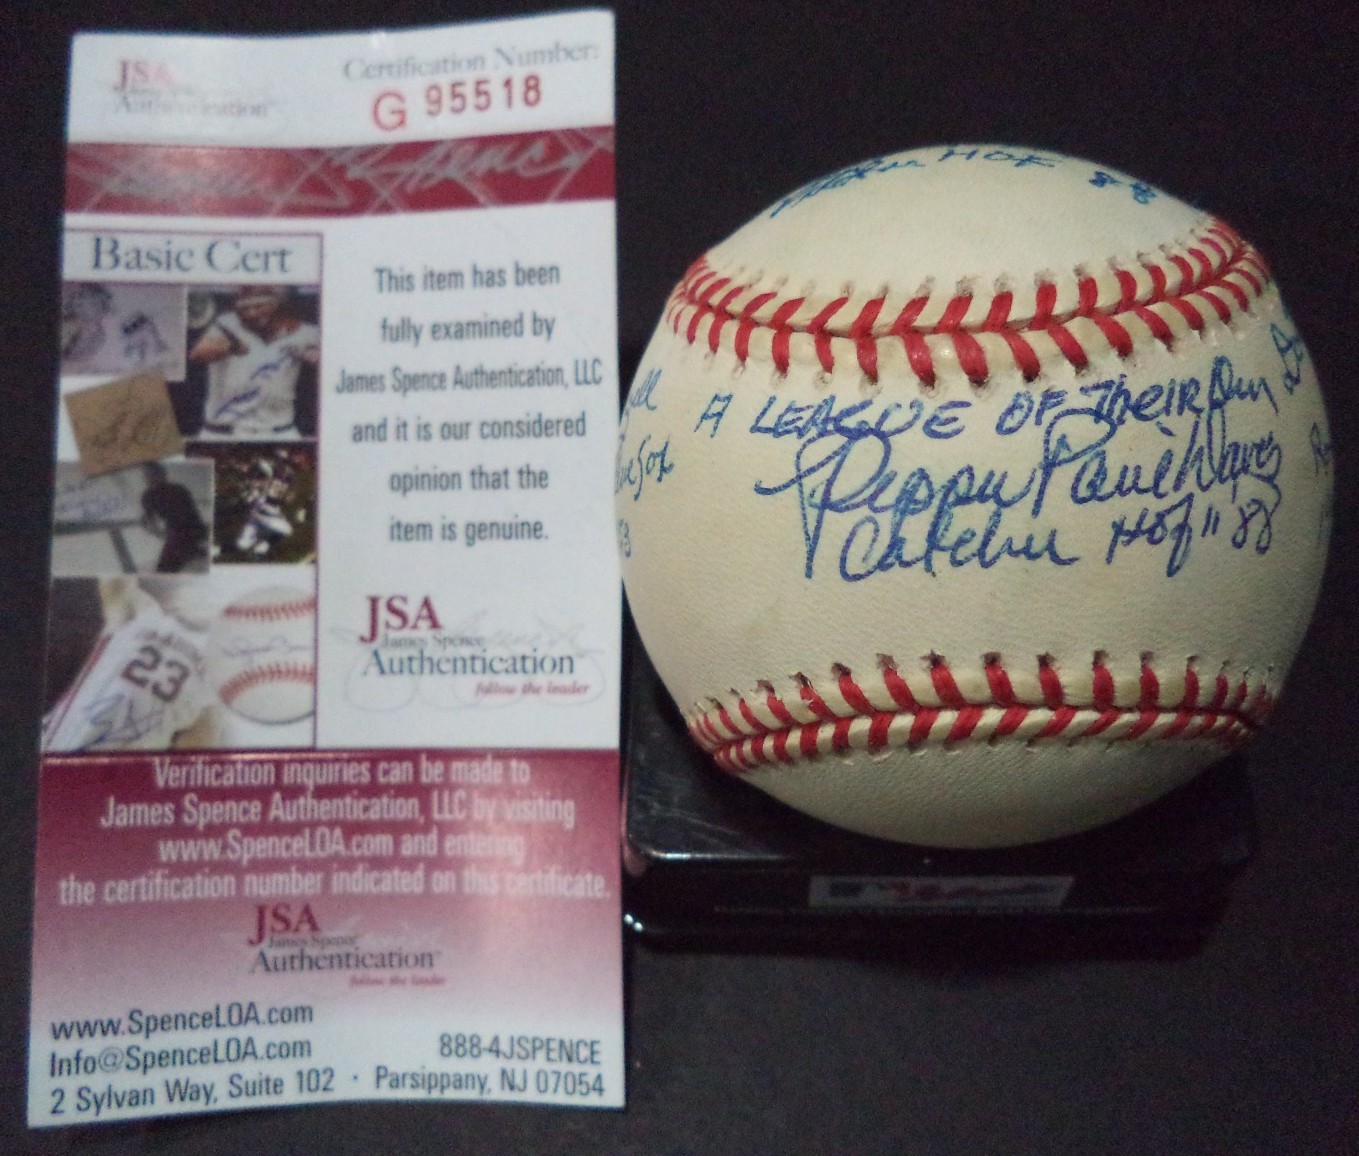 JSA
Authentication
Certification Number:
G 95518
Basic Cert
This item has been
fully examined by
James Spence Authentication, LLC
and it is our considered
opinion that the
item is genuine.
JSA
James Spence
Authentication
follow the leader
23
Verification inquiries can be made to
James Spence Authentication, LLC by visiting
www.SpenceLOA.com and entering
the certification number indicated on this certificate.
JSA
James Spence
Authentication
follow the leader
www.SpenceLOA.com
Info@SpenceLOA.com
888-4JSPENCE
2 Sylvan Way, Suite 102 · Parsippany, NJ 07054
HOF 88
A LEAGUE OF THEIR Own
Peppy Paire Davis
Catcher HOF "88
Sox